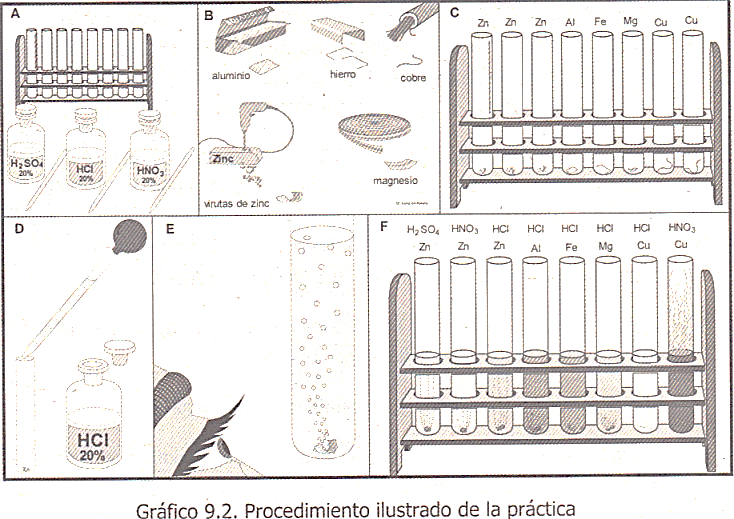 A
H2SO4
20%
HCl
20%
HNO3
20%
B
aluminio
hierro
cobre
Zinc
virutas de zinc
magnesio
C
Zn Zn Zn Al Fe Mg Cu Cu
D
HCl
20%
E
F
H2SO4 HNO3 HCl HCl HCl HCl HCl HNO3
Zn Zn Zn Al Fe Mg Cu Cu
Gráfico 9.2. Procedimiento ilustrado de la práctica